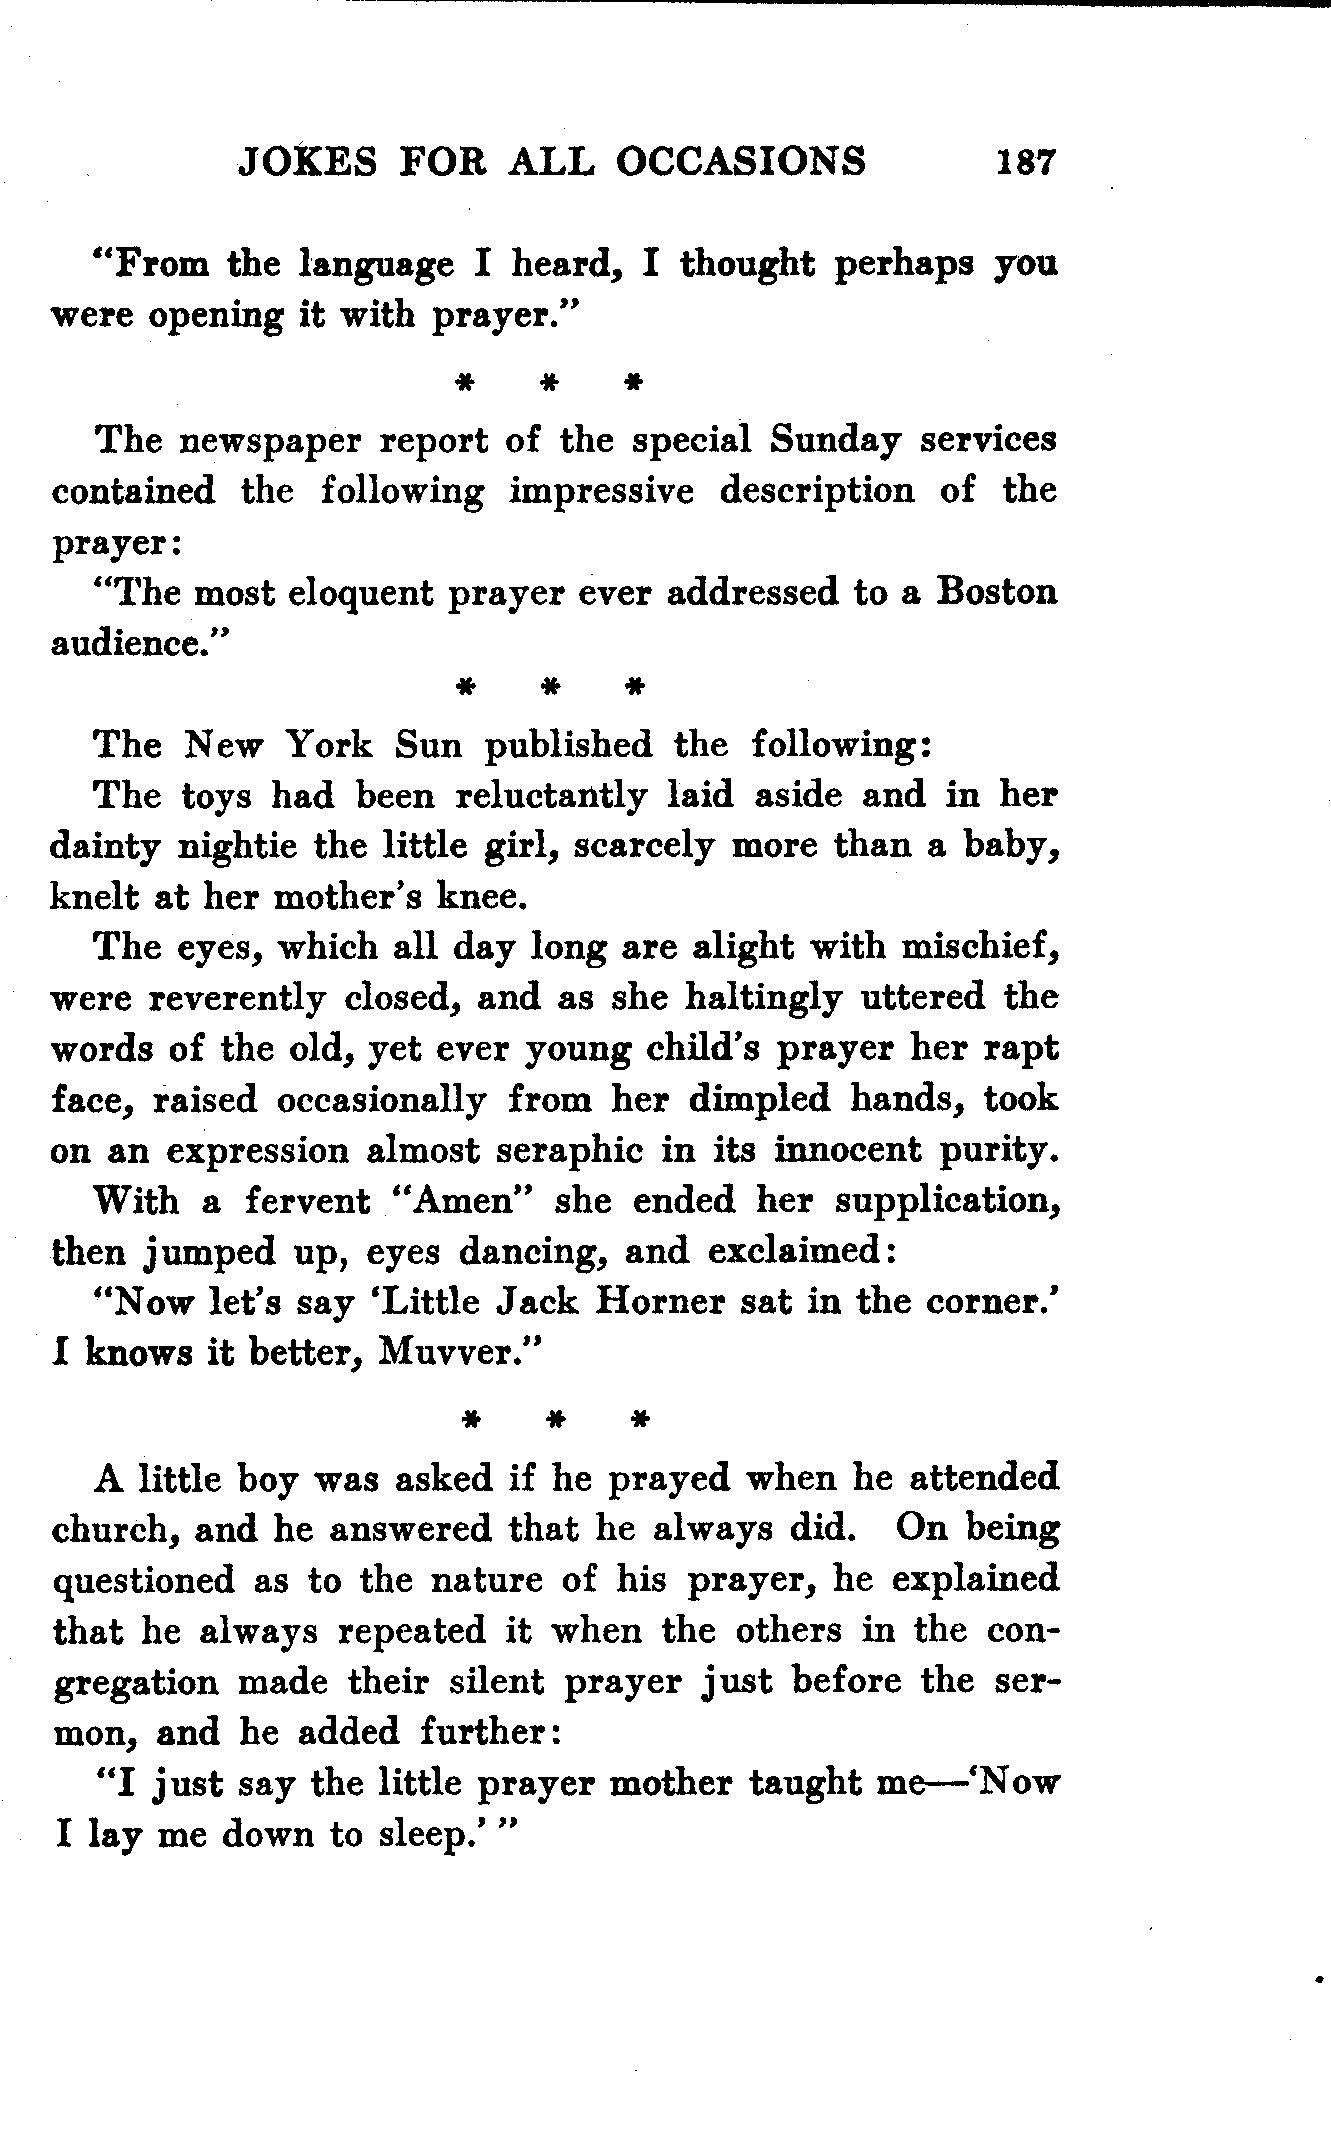 JOKES FOR ALL OCCASIONS 187
"From the language I heard, I thought perhaps you
were opening it with prayer."
* * *
The newspaper report of the special Sunday services
contained the following impressive description of the
prayer:
"The most eloquent prayer ever addressed to a Boston
audience."
* * *
The New York Sun published the following:
The toys had been reluctantly laid aside and in her
dainty nightie the little girl, scarcely more than a baby,
knelt at her mother's knee.
The eyes, which all day long are alight with mischief,
were reverently closed, and as she haltingly uttered the
words of the old, yet ever young child's prayer her rapt
face, raised occasionally from her dimpled hands, took
on an expression almost seraphic in its innocent purity.
With a fervent "Amen" she ended her supplication,
then jumped up, eyes dancing, and exclaimed:
"Now let's say 'Little Jack Horner sat in the corner.'
I knows it better, Muvver."
* * *
A little boy was asked if he prayed when he attended
church, and he answered that he always did. On being
questioned as to the nature of his prayer, he explained
that he always repeated it when the others in the con-
gregation made their silent prayer just before the ser-
mon, and he added further:
"I just say the little prayer mother taught me—'Now
I lay me down to sleep.' "